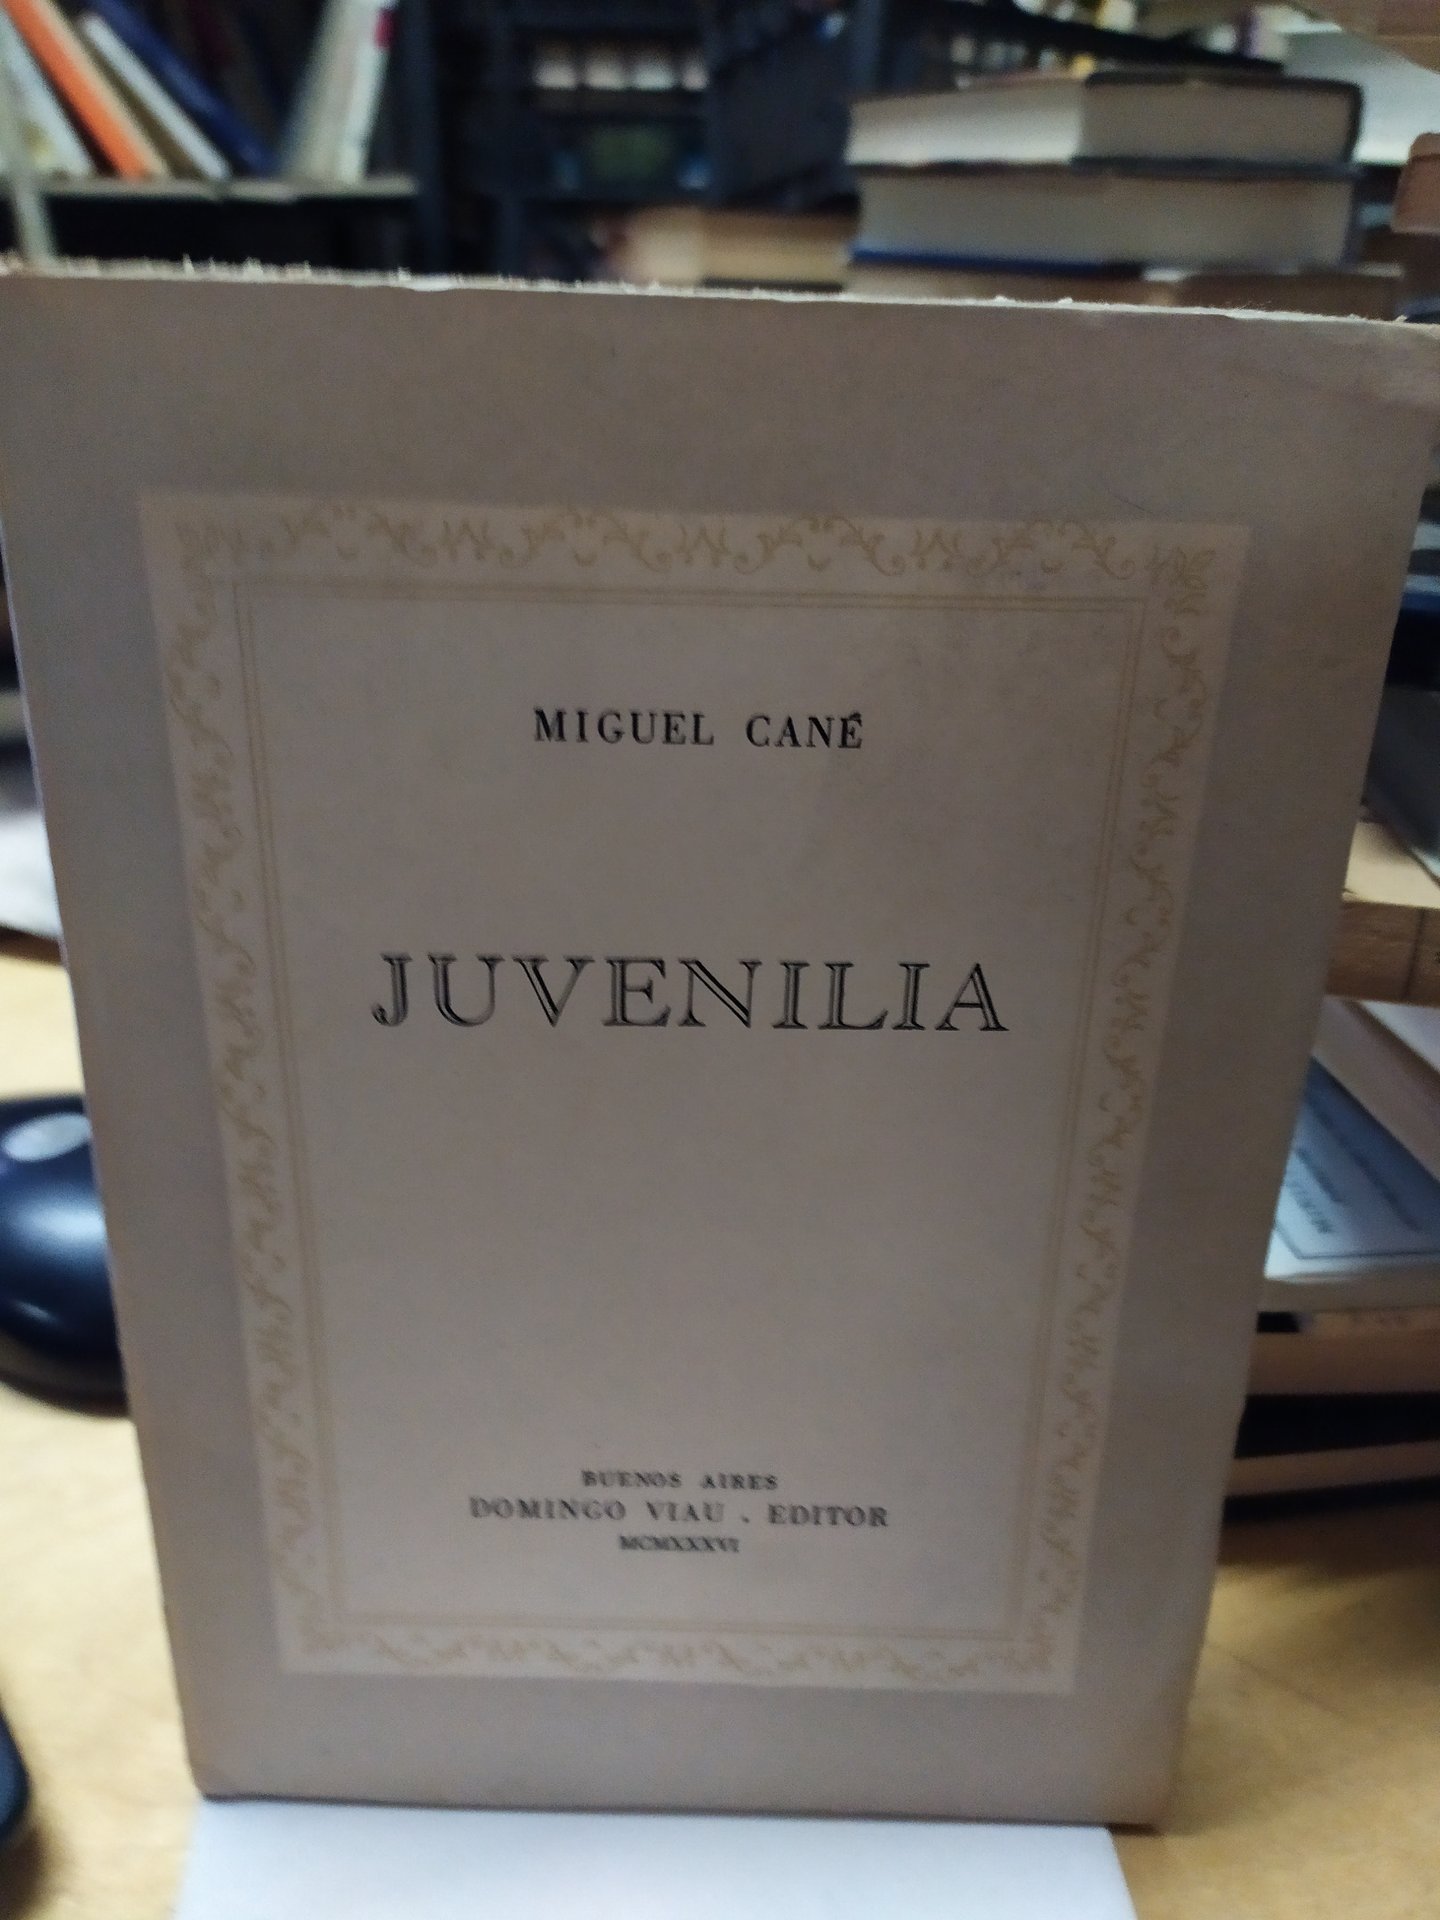 MIGUEL CANÉ
JUVENILIA
BUENOS AIRES
DOMINGO VIAU . EDITOR
MCMXXXVI